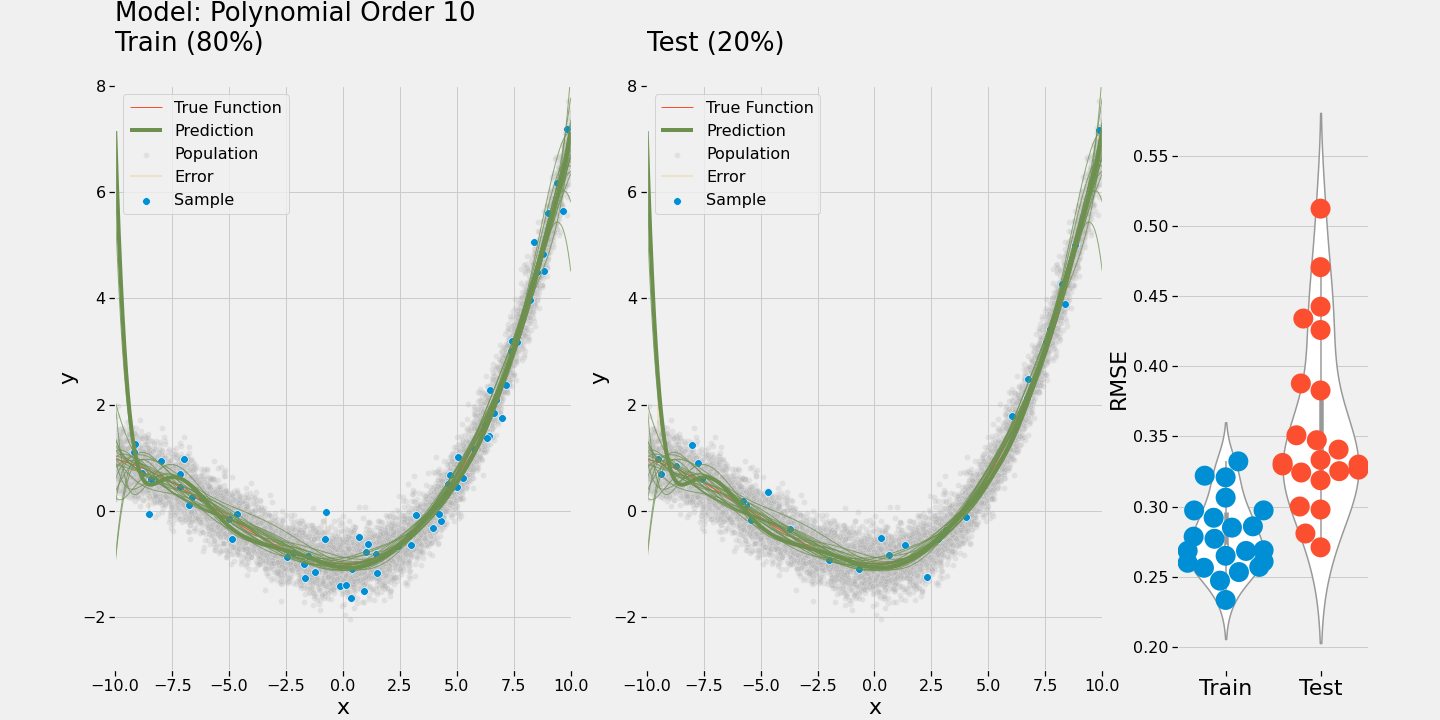 Model: Polynomial Order 10
Train (80%)
Test (20%)
8
6
4
2
0
−2
y
True Function
Prediction
Population
Error
Sample
−10.0 −7.5 −5.0 −2.5 0.0 2.5 5.0 7.5 10.0
x
8
6
4
2
0
−2
y
True Function
Prediction
Population
Error
Sample
−10.0 −7.5 −5.0 −2.5 0.0 2.5 5.0 7.5 10.0
x
0.55
0.50
0.45
0.40
0.35
0.30
0.25
0.20
RMSE
Train Test